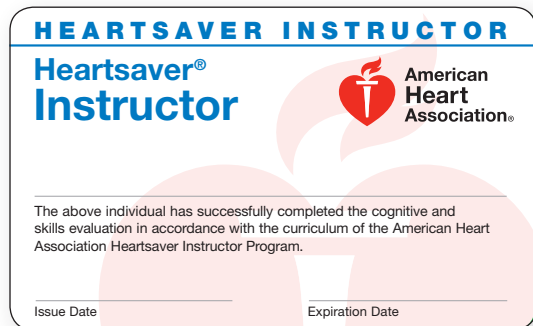 HEARTSAVER INSTRUCTOR
Heartsaver®
Instructor
American
Heart
Association®
The above individual has successfully completed the cognitive and
skills evaluation in accordance with the curriculum of the American Heart
Association Heartsaver Instructor Program.
Issue Date Expiration Date